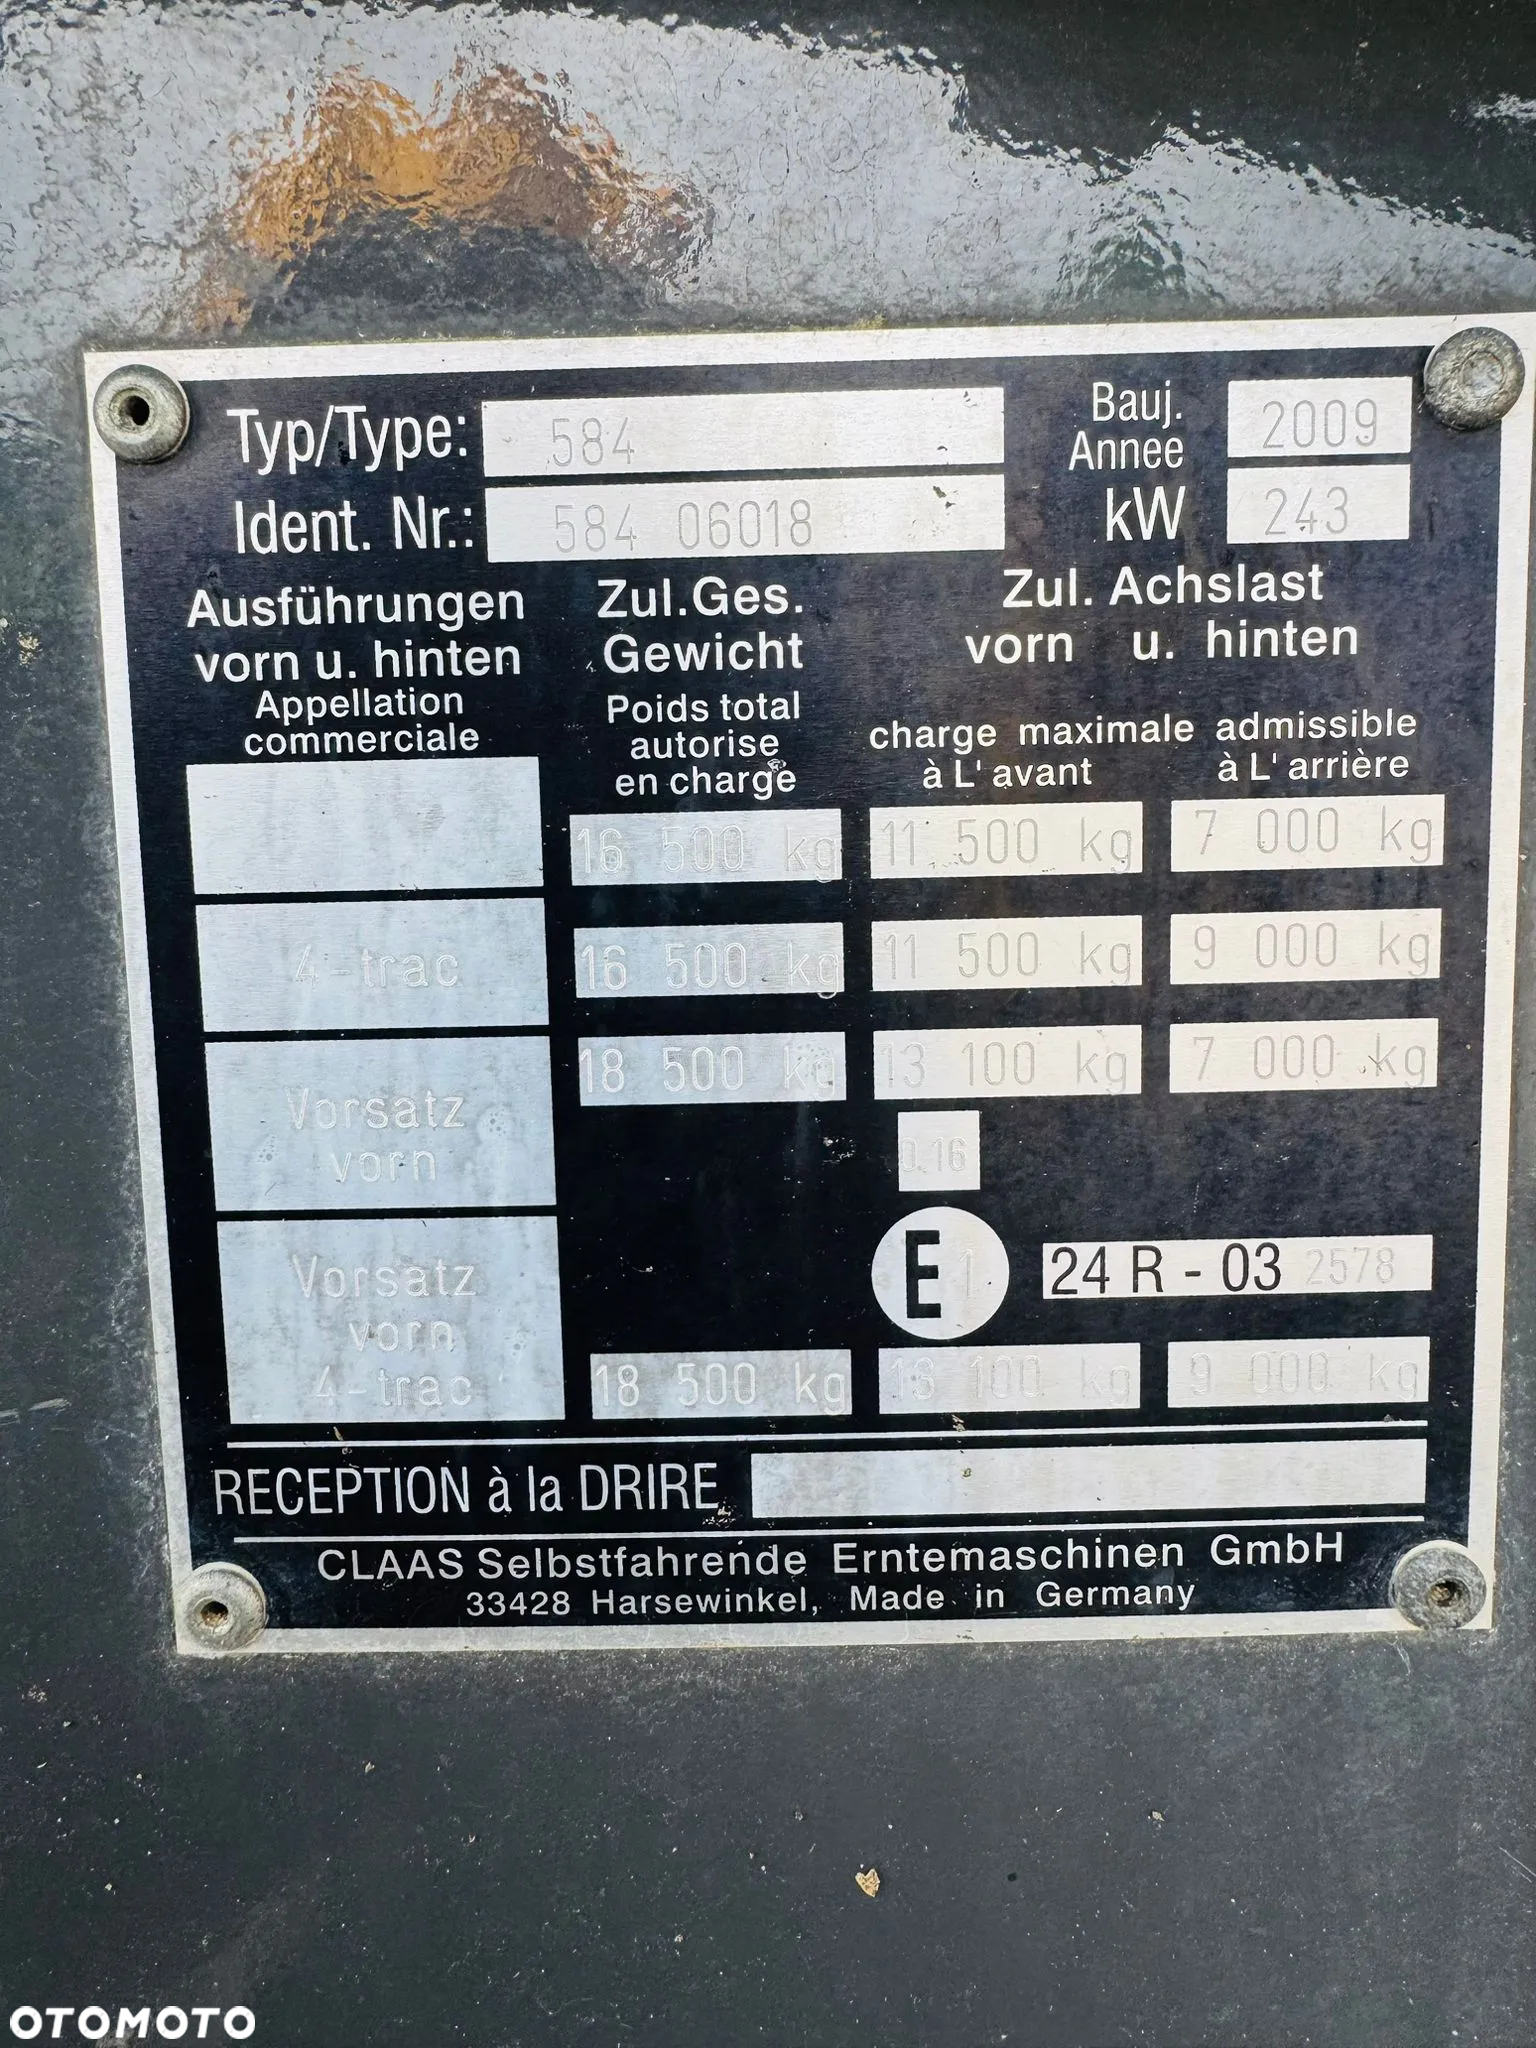 Typ/Type: 584
Bauj. Annee 2009
Ident. Nr.: 584 06018
kW 243
Ausführungen vorn u. hinten
Appellation commerciale
Zul.Ges. Gewicht
Poids total autorise en charge
Zul. Achslast vorn u. hinten
charge maximale admissible
à L'avant à L'arrière
16 500 kg 11 500 kg 7 000 kg
4-trac 16 500 kg 11 500 kg 9 000 kg
Vorsatz vorn 18 500 kg 13 100 kg 7 000 kg
0.16
E 1 24 R - 03 2578
Vorsatz vorn 4-trac 18 500 kg 13 100 kg 9 000 kg
RECEPTION à la DRIRE
CLAAS Selbstfahrende Erntemaschinen GmbH
33428 Harsewinkel, Made in Germany
OTOMOTO